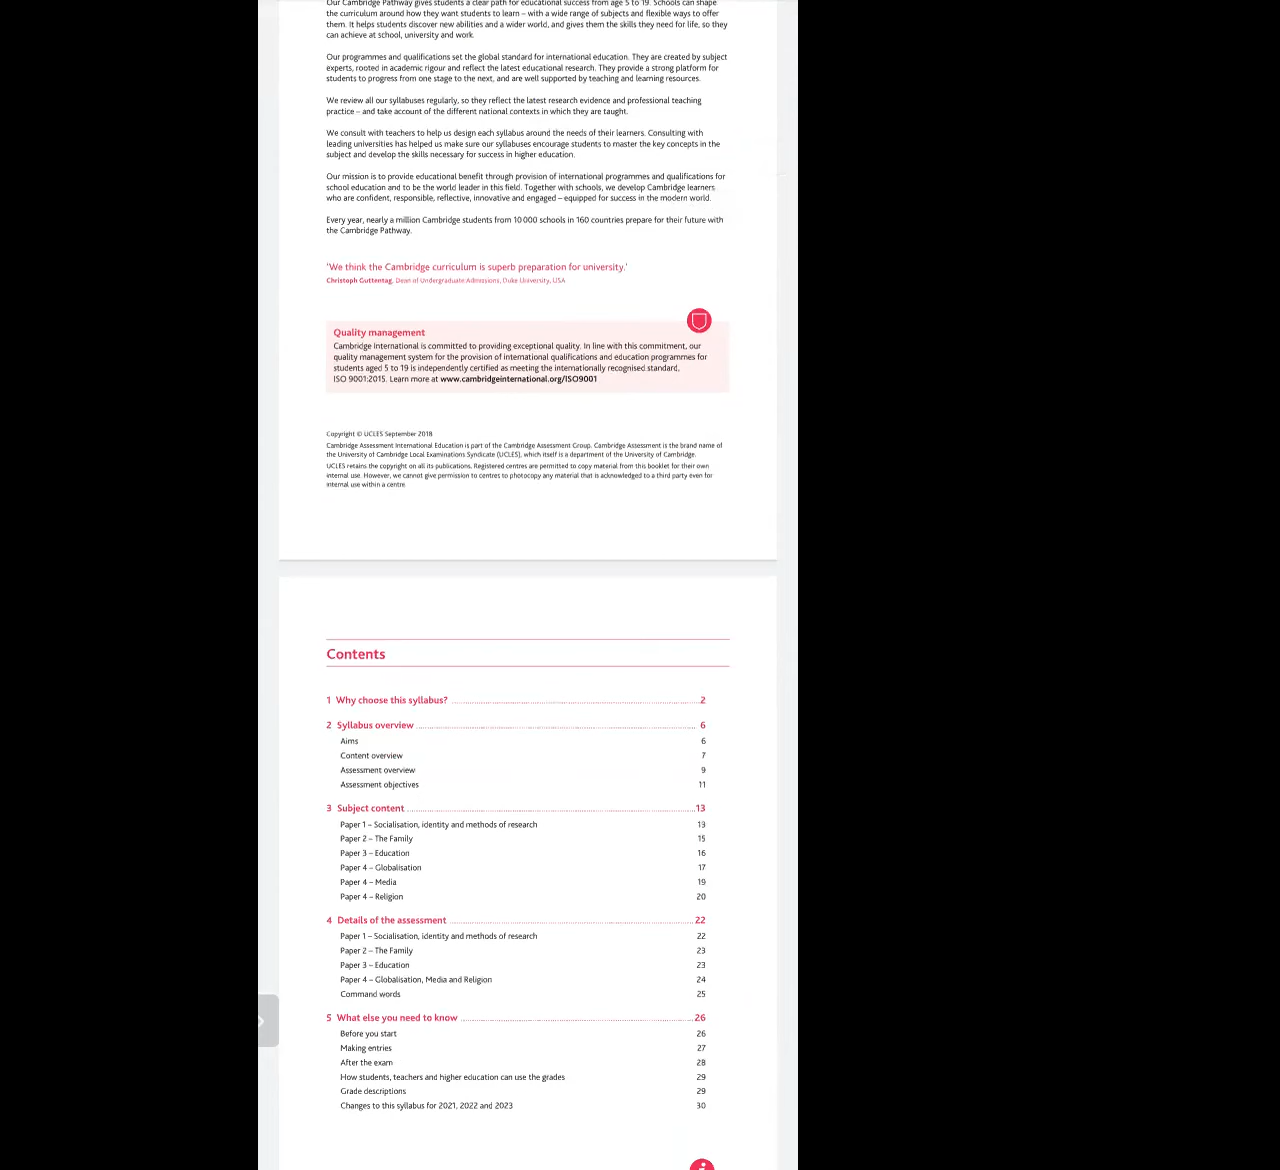 Our Cambridge Pathway gives students a clear path for educational success from age 5 to 19. Schools can shape
the curriculum around how they want students to learn – with a wide range of subjects and flexible ways to offer
them. It helps students discover new abilities and a wider world, and gives them the skills they need for life, so they
can achieve at school, university and work.
Our programmes and qualifications set the global standard for international education. They are created by subject
experts, rooted in academic rigour and reflect the latest educational research. They provide a strong platform for
students to progress from one stage to the next, and are well supported by teaching and learning resources.
We review all our syllabuses regularly, so they reflect the latest research evidence and professional teaching
practice – and take account of the different national contexts in which they are taught.
We consult with teachers to help us design each syllabus around the needs of their learners. Consulting with
leading universities has helped us make sure our syllabuses encourage students to master the key concepts in the
subject and develop the skills necessary for success in higher education.
Our mission is to provide educational benefit through provision of international programmes and qualifications for
school education and to be the world leader in this field. Together with schools, we develop Cambridge learners
who are confident, responsible, reflective, innovative and engaged – equipped for success in the modern world.
Every year, nearly a million Cambridge students from 10 000 schools in 160 countries prepare for their future with
the Cambridge Pathway.
'We think the Cambridge curriculum is superb preparation for university.'
Christoph Guttentag, Dean of Undergraduate Admissions, Duke University, USA
Quality management
Cambridge International is committed to providing exceptional quality. In line with this commitment, our
quality management system for the provision of international qualifications and education programmes for
students aged 5 to 19 is independently certified as meeting the internationally recognised standard,
ISO 9001:2015. Learn more at www.cambridgeinternational.org/ISO9001
Copyright © UCLES September 2018
Cambridge Assessment International Education is part of the Cambridge Assessment Group. Cambridge Assessment is the brand name of
the University of Cambridge Local Examinations Syndicate (UCLES), which itself is a department of the University of Cambridge.
UCLES retains the copyright on all its publications. Registered centres are permitted to copy material from this booklet for their own
internal use. However, we cannot give permission to centres to photocopy any material that is acknowledged to a third party even for
internal use within a centre
Contents
1 Why choose this syllabus? 2
2 Syllabus overview 6
Aims 6
Content overview 7
Assessment overview 9
Assessment objectives 11
3 Subject content 13
Paper 1 – Socialisation, identity and methods of research 13
Paper 2 – The Family 15
Paper 3 – Education 16
Paper 4 – Globalisation 17
Paper 4 – Media 19
Paper 4 – Religion 20
4 Details of the assessment 22
Paper 1 – Socialisation, identity and methods of research 22
Paper 2 – The Family 23
Paper 3 – Education 23
Paper 4 – Globalisation, Media and Religion 24
Command words 25
5 What else you need to know 26
Before you start 26
Making entries 27
After the exam 28
How students, teachers and higher education can use the grades 29
Grade descriptions 29
Changes to this syllabus for 2021, 2022 and 2023 30